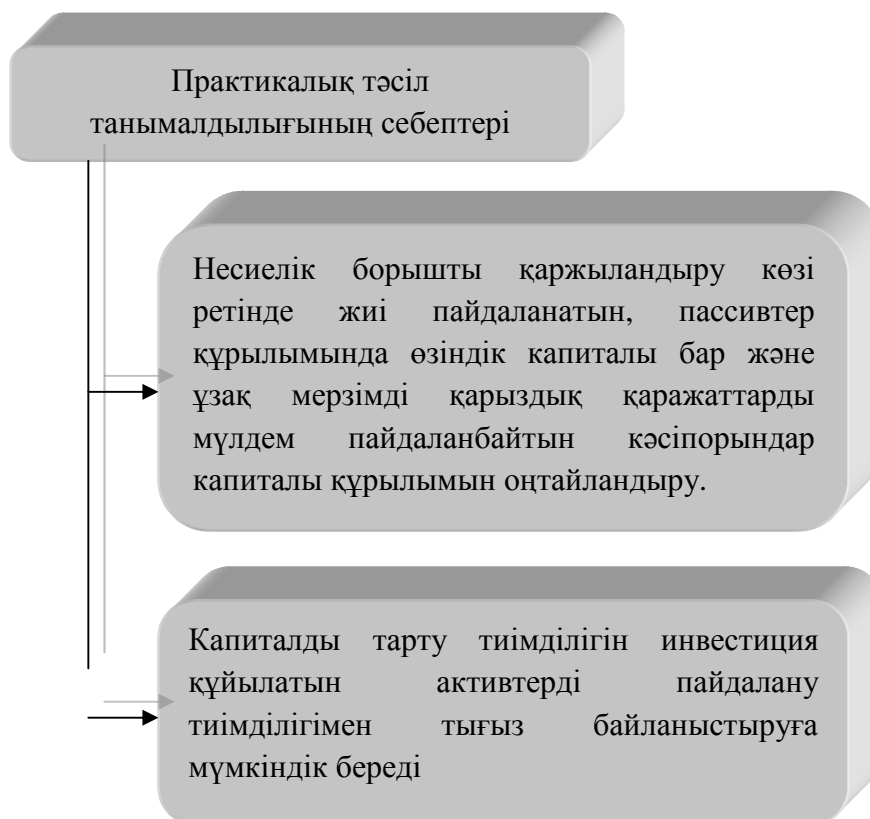 Практикалық тәсіл
танымалдылығының себептері
Несиелік борышты қаржыландыру көзі
ретінде жиі пайдаланатын, пассивтер
құрылымында өзіндік капиталы бар және
ұзақ мерзімді қарыздық қаражаттарды
мүлдем пайдаланбайтын кәсіпорындар
капиталы құрылымын оңтайландыру.
Капиталды тарту тиімділігін инвестиция
құйылатын активтерді пайдалану
тиімділігімен тығыз байланыстыруға
мүмкіндік береді